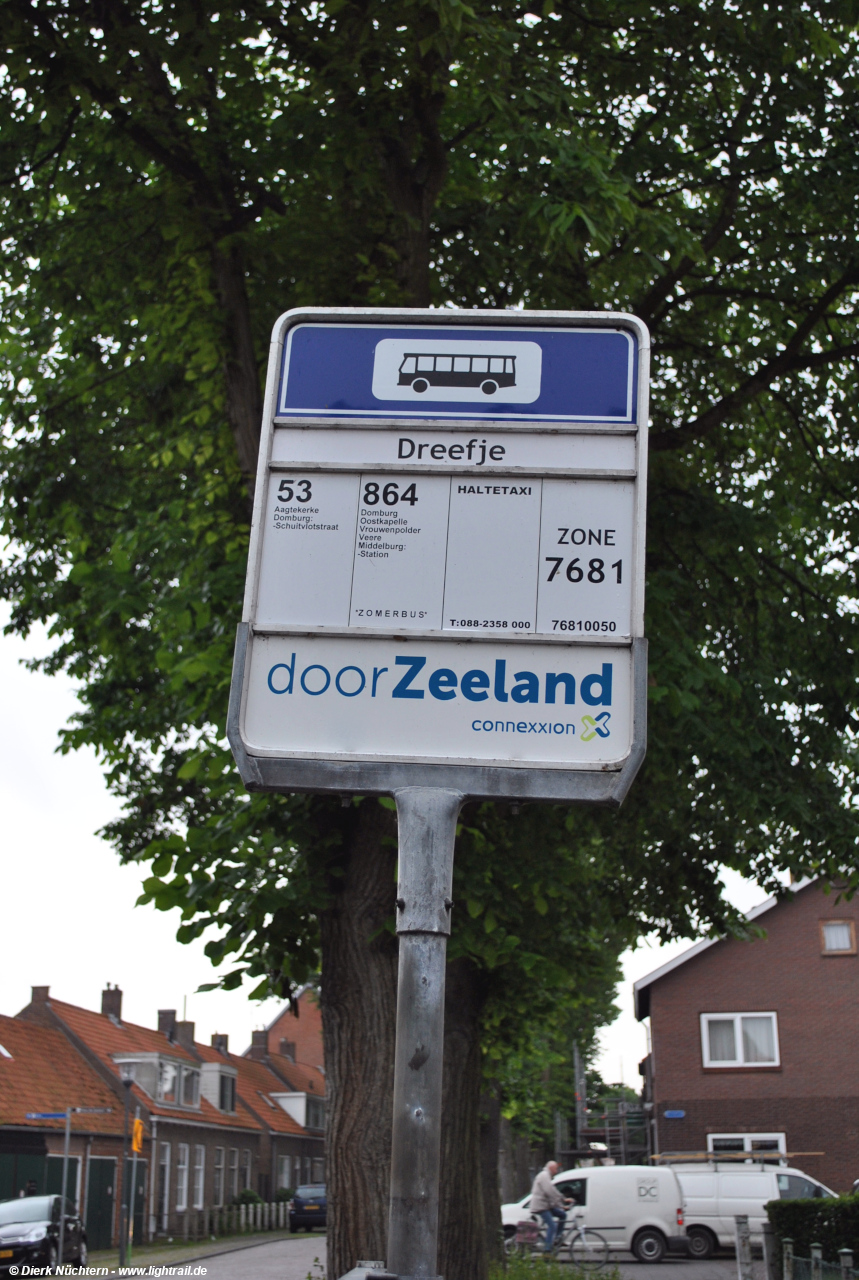 Dreefje
53
Aagtekerke
Domburg:
-Schuitvlotstraat
864
Domburg
Oostkapelle
Vrouwenpolder
Veere
Middelburg:
-Station
"ZOMERBUS"
HALTETAXI
T:088-2358 000
ZONE
7681
76810050
doorZeeland
connexxion
DC
© Dierk Nüchtern - www.lightrail.de